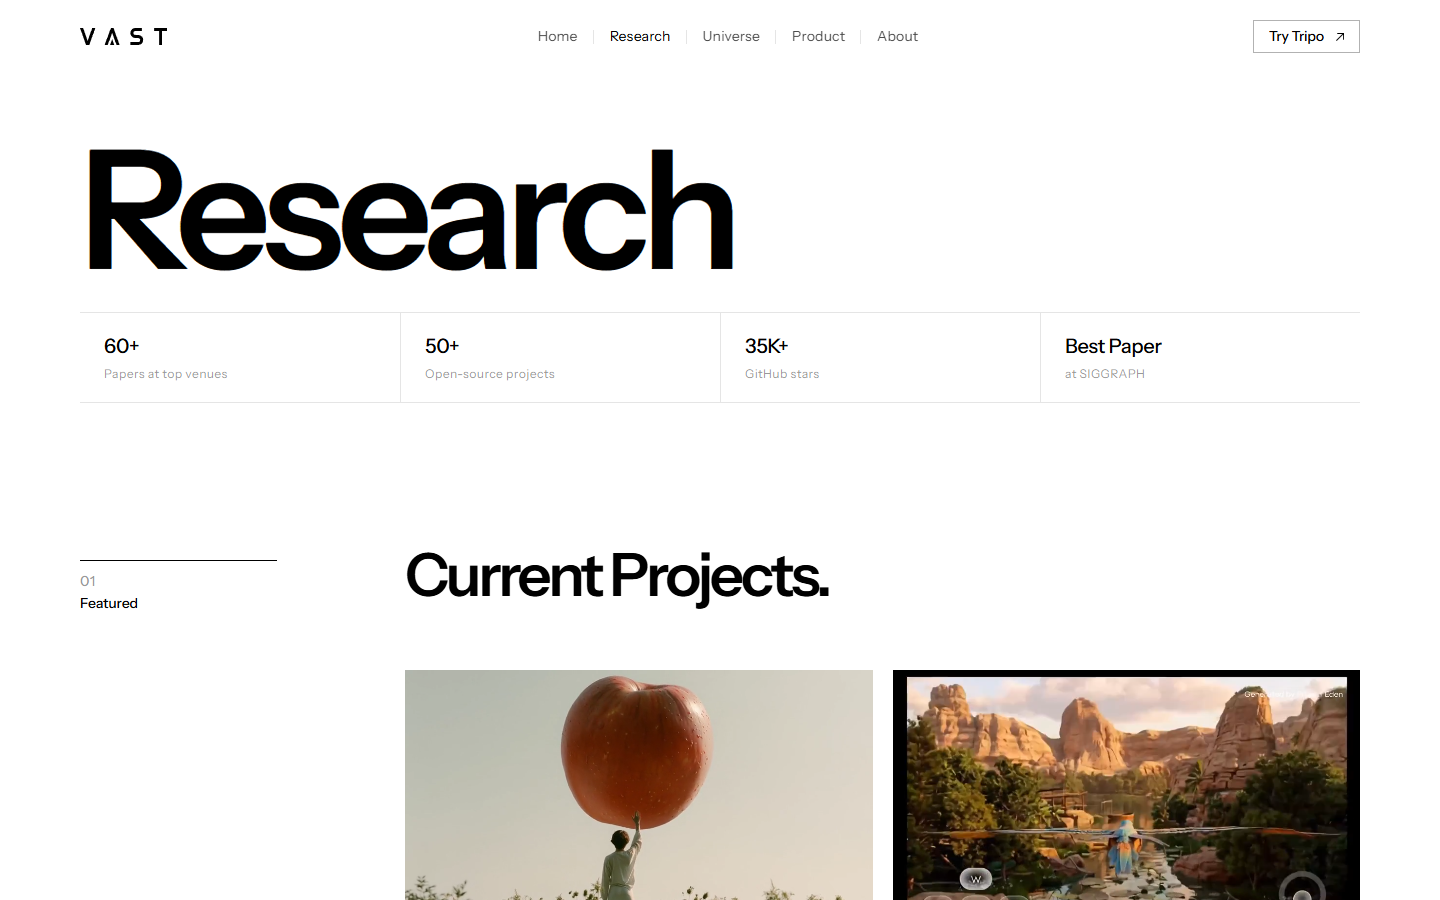 VAST
Home
Research
Universe
Product
About
Try Tripo
Research
60+
Papers at top venues
50+
Open-source projects
35K+
GitHub stars
Best Paper
at SIGGRAPH
01
Featured
Current Projects.
Eden
W